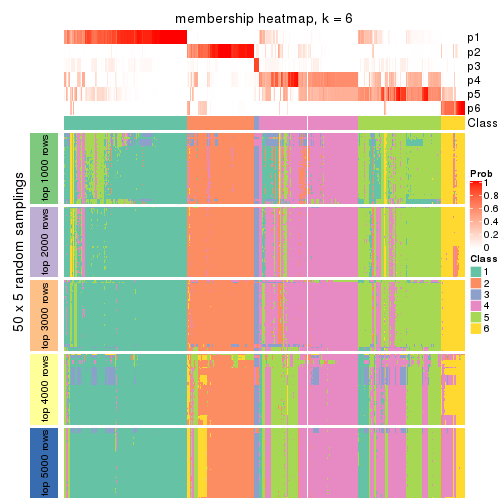 membership heatmap, k = 6
p1
p2
p3
p4
p5
p6
Class
50 x 5 random samplings
top 1000 rows
top 2000 rows
top 3000 rows
top 4000 rows
top 5000 rows
Prob
1
0.8
0.6
0.4
0.2
0
Class
1
2
3
4
5
6